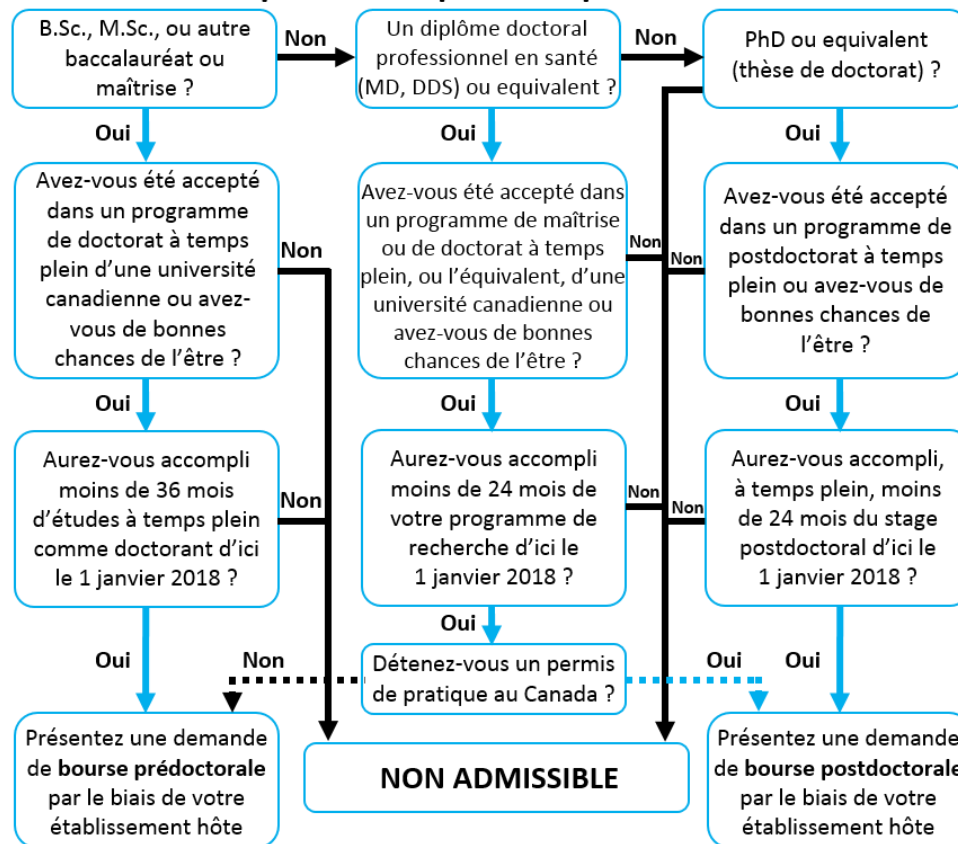 B.Sc., M.Sc., ou autre
baccalauréat ou
maîtrise ?
Non
Un diplôme doctoral
professionnel en santé
(MD, DDS) ou equivalent ?
Non
PhD ou equivalent
(thèse de doctorat) ?
Oui
Oui
Oui
Avez-vous été accepté
dans un programme
de doctorat à temps
plein d'une université
canadienne ou avez-
vous de bonnes
chances de l'être ?
Non
Avez-vous été accepté dans
un programme de maîtrise
ou de doctorat à temps
plein, ou l'équivalent, d'une
université canadienne ou
avez-vous de bonnes
chances de l'être ?
Non
Non
Avez-vous été accepté
dans un programme de
postdoctorat à temps
plein ou avez-vous de
bonnes chances de
l'être ?
Oui
Oui
Oui
Aurez-vous accompli
moins de 36 mois
d'études à temps plein
comme doctorant d'ici
le 1 janvier 2018 ?
Non
Aurez-vous accompli
moins de 24 mois de
votre programme de
recherche d'ici le
1 janvier 2018 ?
Non
Non
Aurez-vous accompli,
à temps plein, moins
de 24 mois du stage
postdoctoral d'ici le
1 janvier 2018 ?
Oui
Oui
Non
Détenez-vous un permis
de pratique au Canada ?
Oui
Oui
Présentez une demande
de bourse prédoctorale
par le biais de votre
établissement hôte
NON ADMISSIBLE
Présentez une demande
de bourse postdoctorale
par le biais de votre
établissement hôte